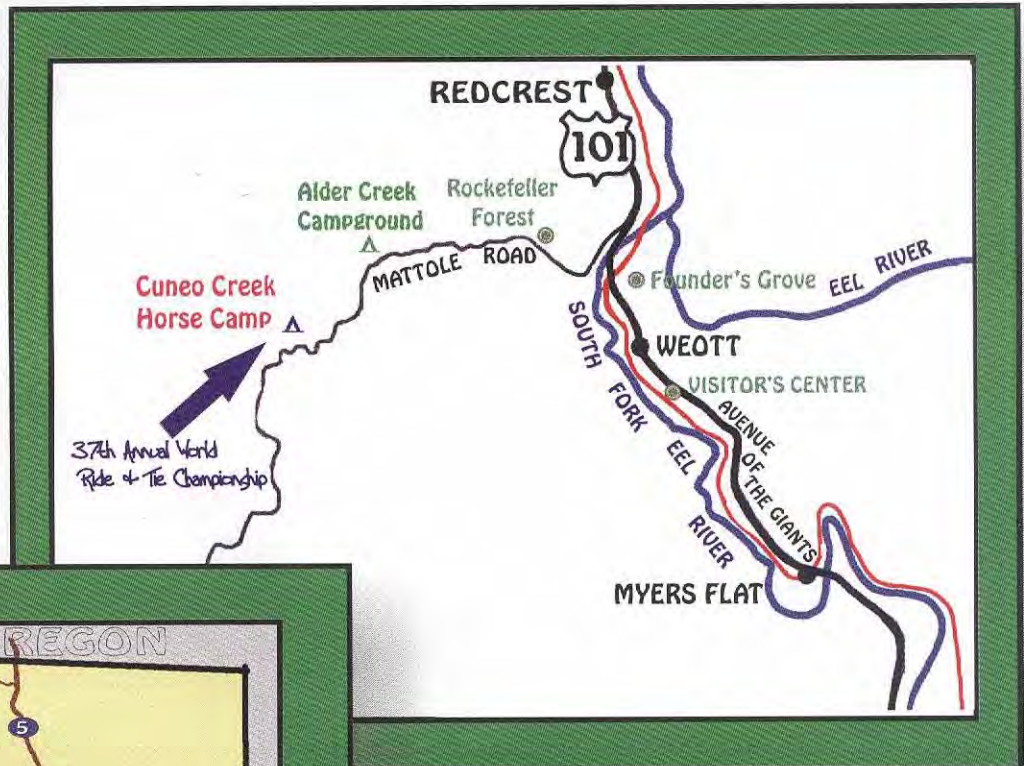 REDCREST
101
Alder Creek
Campground
Rockefeller
Forest
MATTOLE ROAD
Cuneo Creek
Horse Camp
Founder's Grove
EEL RIVER
SOUTH FORK EEL RIVER
WEOTT
VISITOR'S CENTER
AVENUE OF THE GIANTS
37th Annual World
Ride & Tie Championship
MYERS FLAT
REGON
5